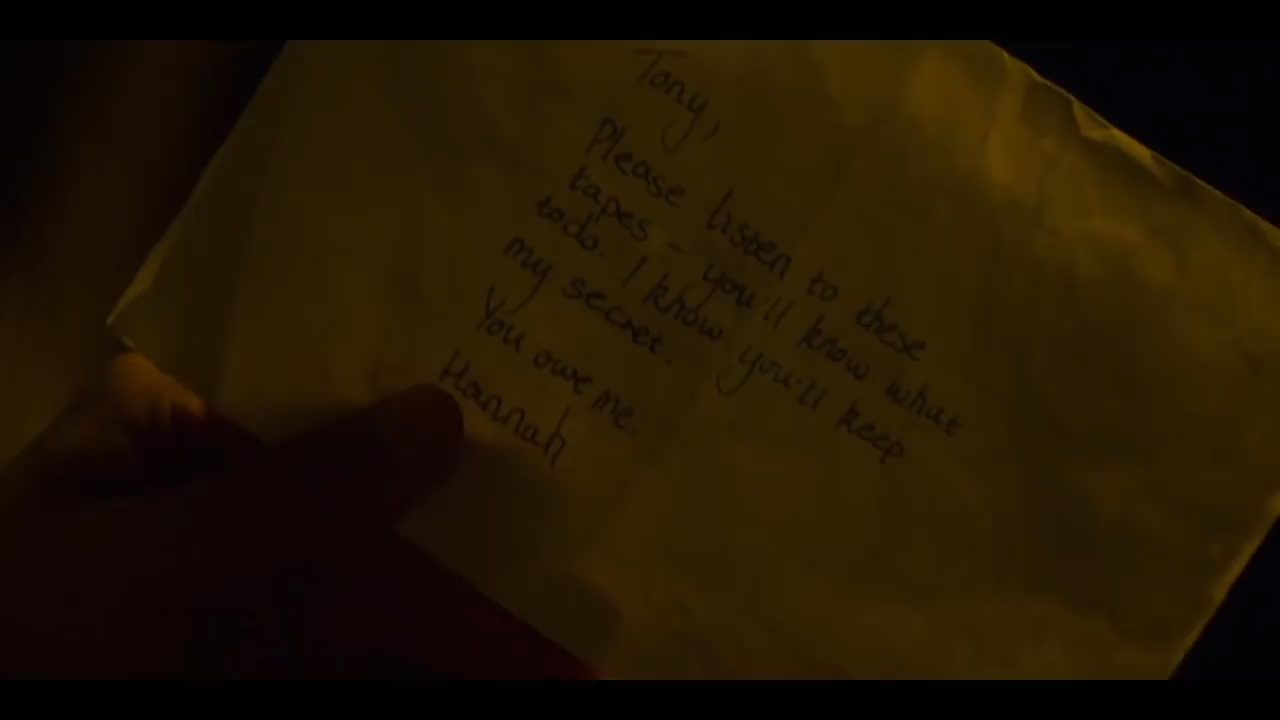 Tony,
Please listen to these
tapes - you'll know what
to do. I know you'll keep
my secret.
You owe me
Hannah